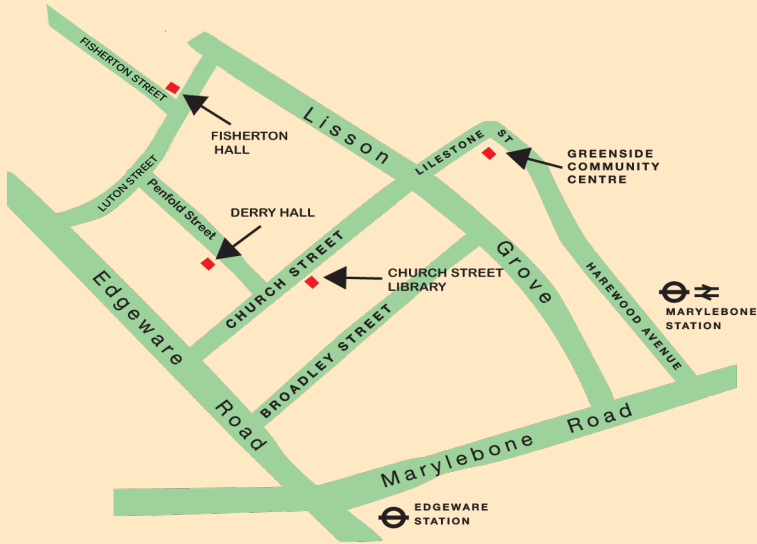 FISHERTON STREET
FISHERTON
HALL
Lisson
LILESTONE ST
GREENSIDE
COMMUNITY
CENTRE
LUTON STREET
Penfold Street
DERRY HALL
CHURCH STREET
CHURCH STREET
LIBRARY
Grove
HAREWOOD AVENUE
MARYLEBONE
STATION
Edgeware
Road
BROADLEY STREET
Marylebone Road
EDGEWARE
STATION